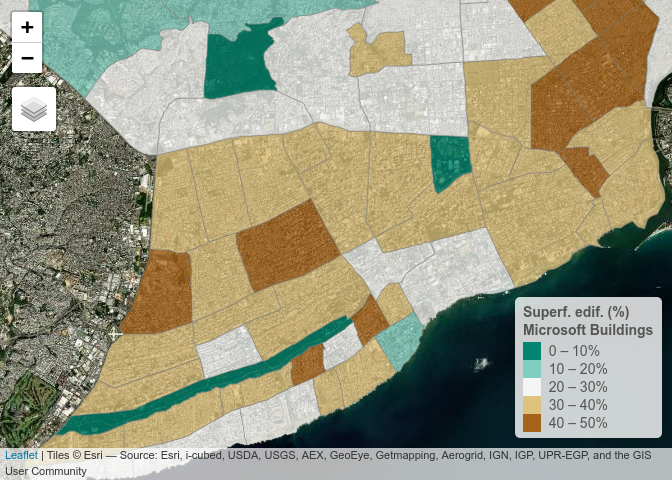 +
−
Superf. edif. (%)
Microsoft Buildings
0 – 10%
10 – 20%
20 – 30%
30 – 40%
40 – 50%
Leaflet | Tiles © Esri — Source: Esri, i-cubed, USDA, USGS, AEX, GeoEye, Getmapping, Aerogrid, IGN, IGP, UPR-EGP, and the GIS
User Community